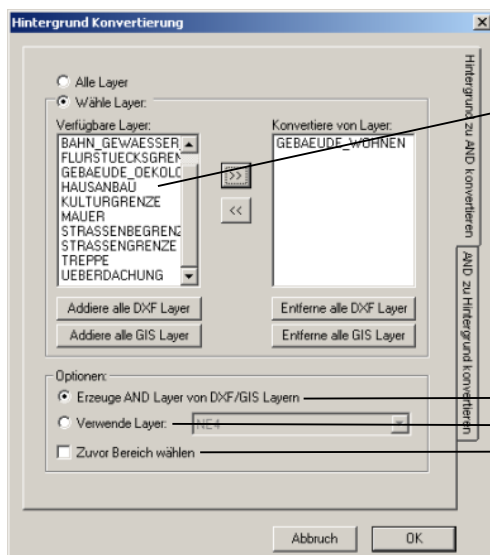 Hintergrund Konvertierung
Alle Layer
Wähle Layer:
Verfügbare Layer:
BAHN_GEWAESSER_
FLURSTUECKSGREN
GEBAEUDE_OEKOLO
HAUSANBAU
KULTURGRENZE
MAUER
STRASSENBEGRENZ
STRASSENGRENZE
TREPPE
UEBERDACHUNG
>>
<<
Konvertiere von Layer:
GEBAEUDE_WOHNEN
Addiere alle DXF Layer
Addiere alle GIS Layer
Entferne alle DXF Layer
Entferne alle GIS Layer
Optionen:
Erzeuge AND Layer von DXF/GIS Layern
Verwende Layer:
NE4
Zuvor Bereich wählen
Hintergrund zu AND konvertieren
AND zu Hintergrund konvertieren
Abbruch
OK